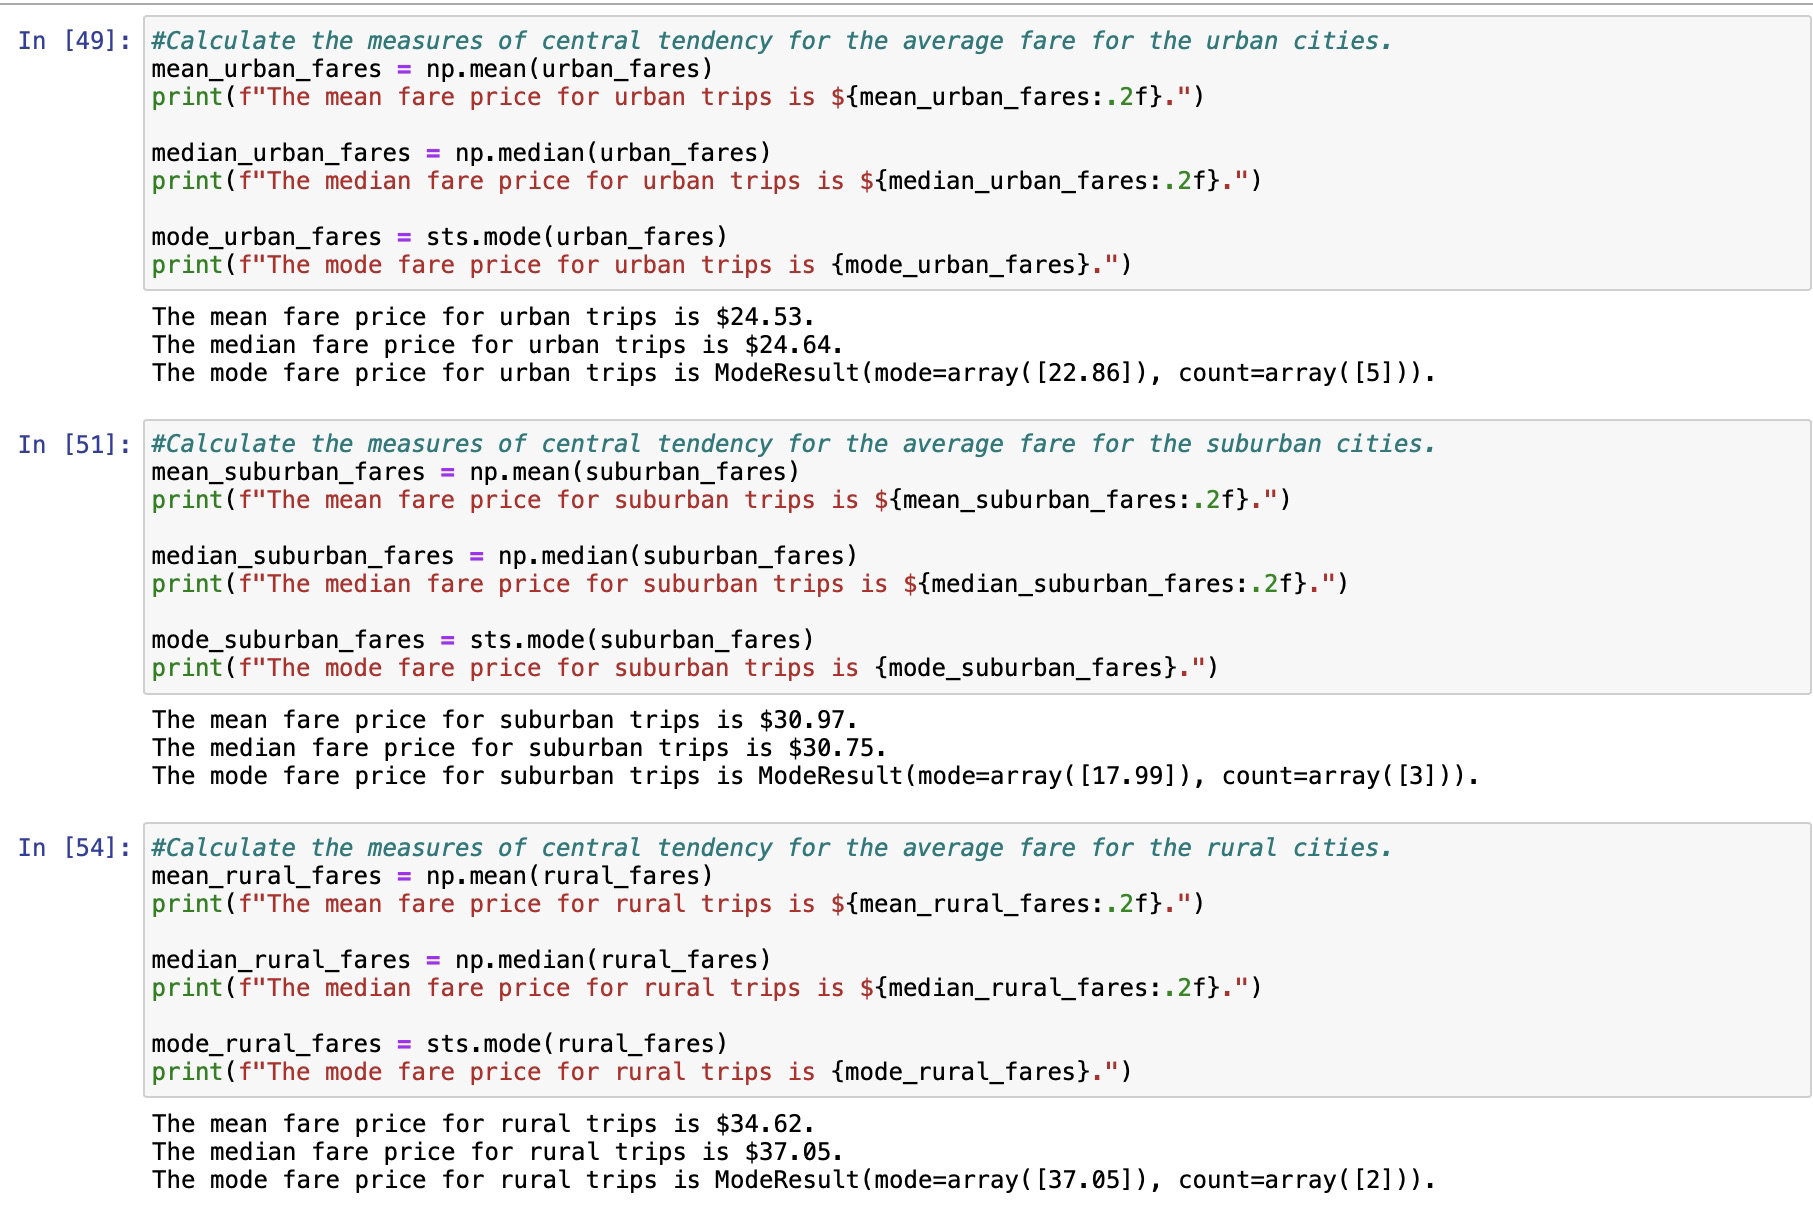 In [49]: #Calculate the measures of central tendency for the average fare for the urban cities.
mean_urban_fares = np.mean(urban_fares)
print(f"The mean fare price for urban trips is ${mean_urban_fares:.2f}.")
median_urban_fares = np.median(urban_fares)
print(f"The median fare price for urban trips is ${median_urban_fares:.2f}.")
mode_urban_fares = sts.mode(urban_fares)
print(f"The mode fare price for urban trips is {mode_urban_fares}.")
The mean fare price for urban trips is $24.53.
The median fare price for urban trips is $24.64.
The mode fare price for urban trips is ModeResult(mode=array([22.86]), count=array([5])).
In [51]: #Calculate the measures of central tendency for the average fare for the suburban cities.
mean_suburban_fares = np.mean(suburban_fares)
print(f"The mean fare price for suburban trips is ${mean_suburban_fares:.2f}.")
median_suburban_fares = np.median(suburban_fares)
print(f"The median fare price for suburban trips is ${median_suburban_fares:.2f}.")
mode_suburban_fares = sts.mode(suburban_fares)
print(f"The mode fare price for suburban trips is {mode_suburban_fares}.")
The mean fare price for suburban trips is $30.97.
The median fare price for suburban trips is $30.75.
The mode fare price for suburban trips is ModeResult(mode=array([17.99]), count=array([3])).
In [54]: #Calculate the measures of central tendency for the average fare for the rural cities.
mean_rural_fares = np.mean(rural_fares)
print(f"The mean fare price for rural trips is ${mean_rural_fares:.2f}.")
median_rural_fares = np.median(rural_fares)
print(f"The median fare price for rural trips is ${median_rural_fares:.2f}.")
mode_rural_fares = sts.mode(rural_fares)
print(f"The mode fare price for rural trips is {mode_rural_fares}.")
The mean fare price for rural trips is $34.62.
The median fare price for rural trips is $37.05.
The mode fare price for rural trips is ModeResult(mode=array([37.05]), count=array([2])).